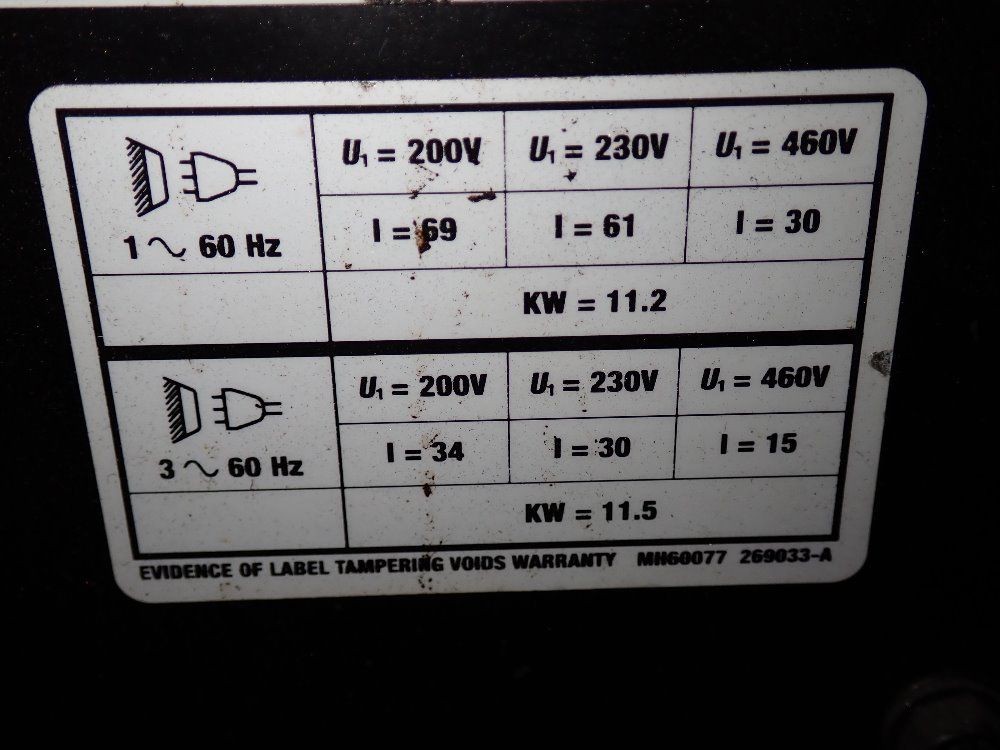 U₁ = 200V U₁ = 230V U₁ = 460V
1 ~ 60 Hz I = 69 I = 61 I = 30
KW = 11.2
U₁ = 200V U₁ = 230V U₁ = 460V
3 ~ 60 Hz I = 34 I = 30 I = 15
KW = 11.5
EVIDENCE OF LABEL TAMPERING VOIDS WARRANTY MH60077 269033-A